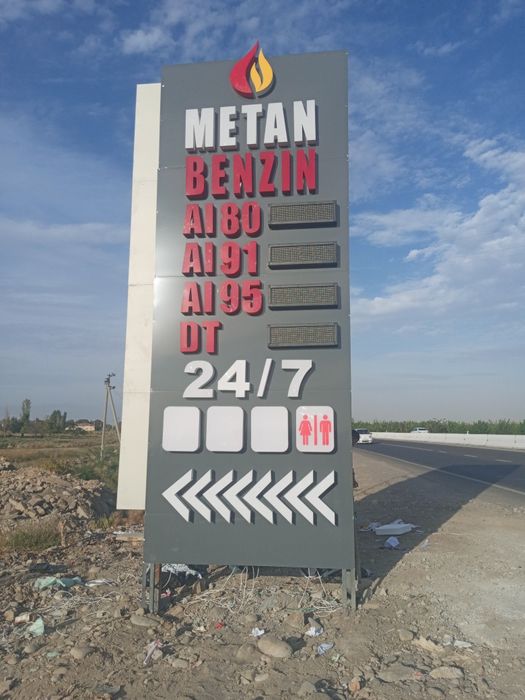 METAN
BENZIN
AI 80
AI 91
AI 95
DT
24/7